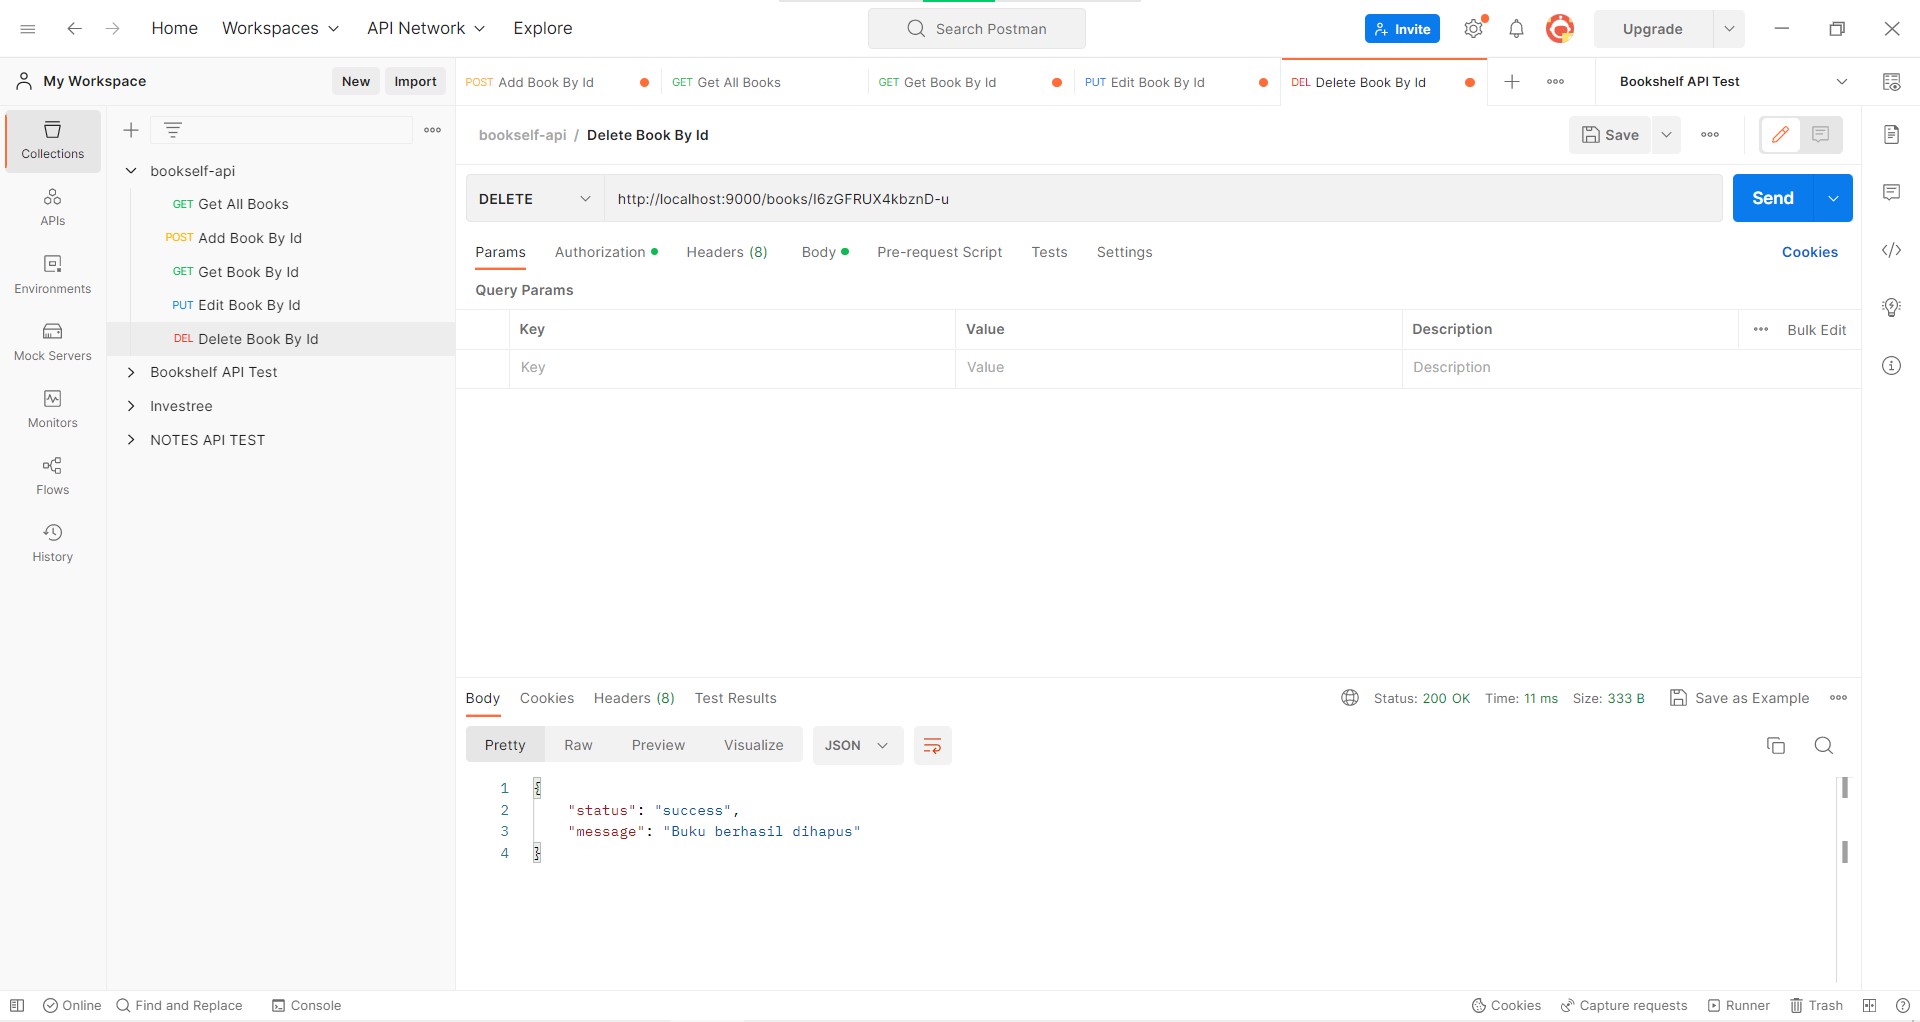 Home Workspaces API Network Explore Search Postman Invite Upgrade
My Workspace New Import POST Add Book By Id GET Get All Books GET Get Book By Id PUT Edit Book By Id DEL Delete Book By Id Bookshelf API Test
Collections
APIs
Environments
Mock Servers
Monitors
Flows
History
bookself-api
GET Get All Books
POST Add Book By Id
GET Get Book By Id
PUT Edit Book By Id
DEL Delete Book By Id
Bookshelf API Test
Investree
NOTES API TEST
bookself-api / Delete Book By Id Save
DELETE http://localhost:9000/books/I6zGFRUX4kbznD-u Send
Params Authorization Headers (8) Body Pre-request Script Tests Settings Cookies
Query Params
Key Value Description Bulk Edit
Key Value Description
Body Cookies Headers (8) Test Results Status: 200 OK Time: 11 ms Size: 333 B Save as Example
Pretty Raw Preview Visualize JSON
1 {
2 "status": "success",
3 "message": "Buku berhasil dihapus"
4 }
Online Find and Replace Console Cookies Capture requests Runner Trash